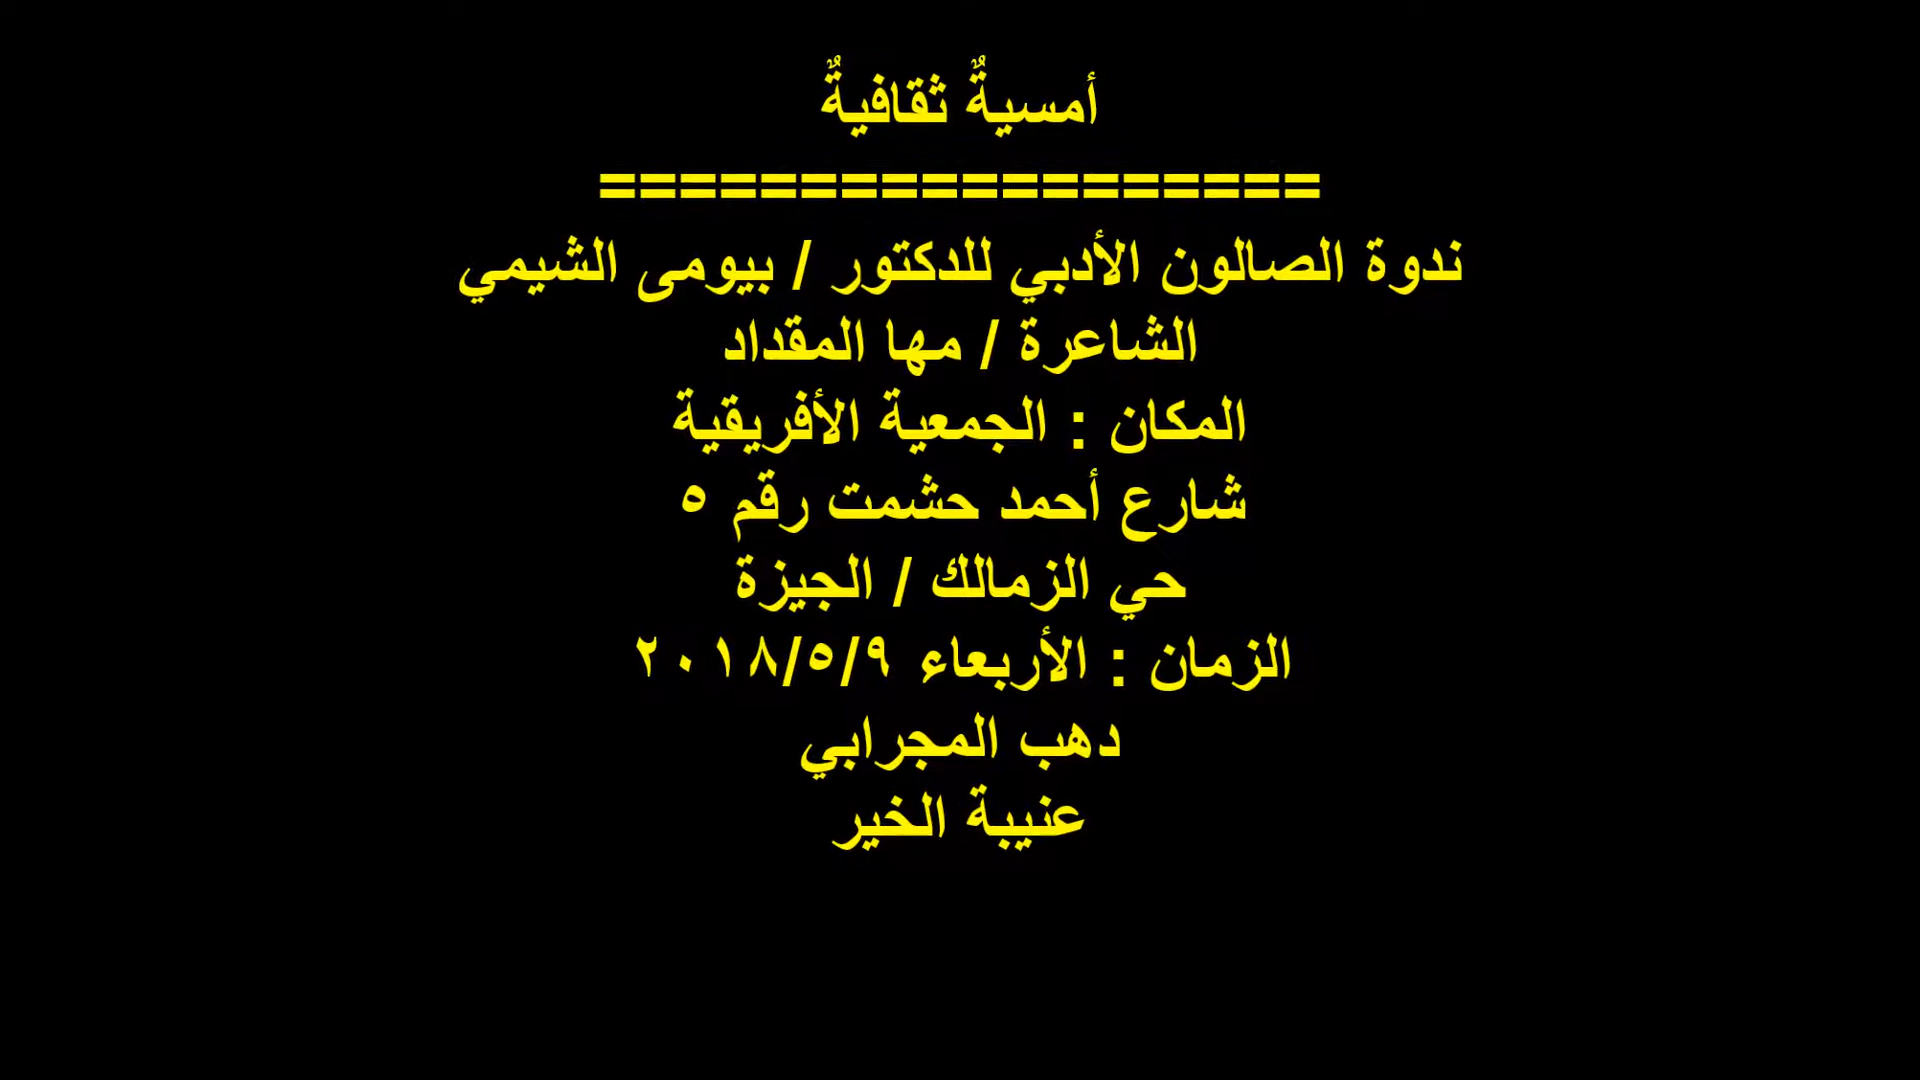 أمسيةٌ ثقافيةٌ
==================
ندوة الصالون الأدبي للدكتور / بيومى الشيمي
الشاعرة / مها المقداد
المكان : الجمعية الأفريقية
شارع أحمد حشمت رقم ٥
حي الزمالك / الجيزة
الزمان : الأربعاء ٢٠١٨/٥/٩
دهب المجرابي
عنيبة الخير